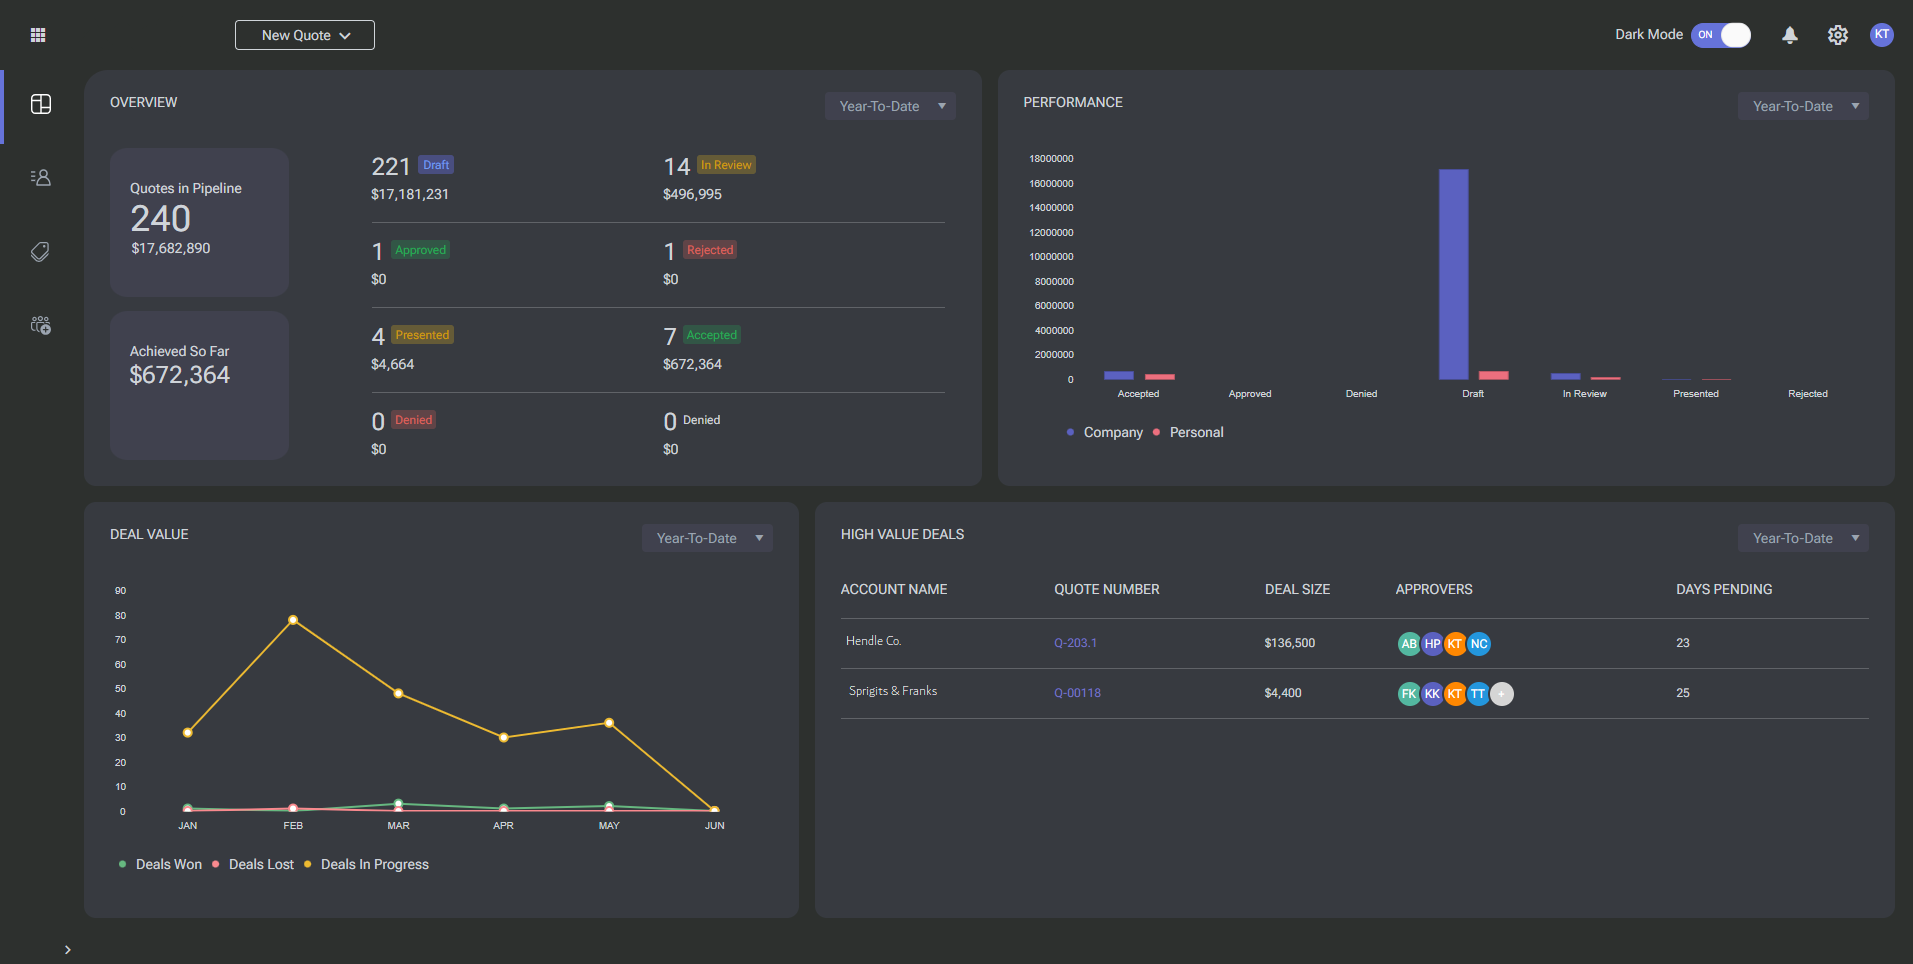 New Quote
Dark Mode ON KT
OVERVIEW
Year-To-Date
Quotes in Pipeline
240
$17,682,890
Achieved So Far
$672,364
221 Draft
$17,181,231
14 In Review
$496,995
1 Approved
$0
1 Rejected
$0
4 Presented
$4,664
7 Accepted
$672,364
0 Denied
$0
0 Denied
$0
PERFORMANCE
Year-To-Date
18000000
16000000
14000000
12000000
10000000
8000000
6000000
4000000
2000000
0
Accepted Approved Denied Draft In Review Presented Rejected
Company Personal
DEAL VALUE
Year-To-Date
90
80
70
60
50
40
30
20
10
0
JAN FEB MAR APR MAY JUN
Deals Won Deals Lost Deals In Progress
HIGH VALUE DEALS
Year-To-Date
ACCOUNT NAME QUOTE NUMBER DEAL SIZE APPROVERS DAYS PENDING
Hendle Co. Q-203.1 $136,500 AB HP KT NC 23
Sprigits & Franks Q-00118 $4,400 FK KK KT TT + 25